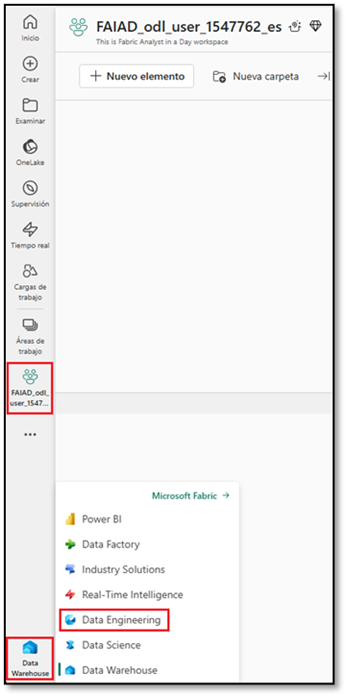 Inicio
Crear
Examinar
OneLake
Supervisión
Tiempo real
Cargas de
trabajo
Áreas de
trabajo
FAIAD_odl_
user_1547...
...
Data
Warehouse
FAIAD_odl_user_1547762_es
This is Fabric Analyst in a Day workspace
Nuevo elemento
Nueva carpeta
Microsoft Fabric
Power BI
Data Factory
Industry Solutions
Real-Time Intelligence
Data Engineering
Data Science
Data Warehouse